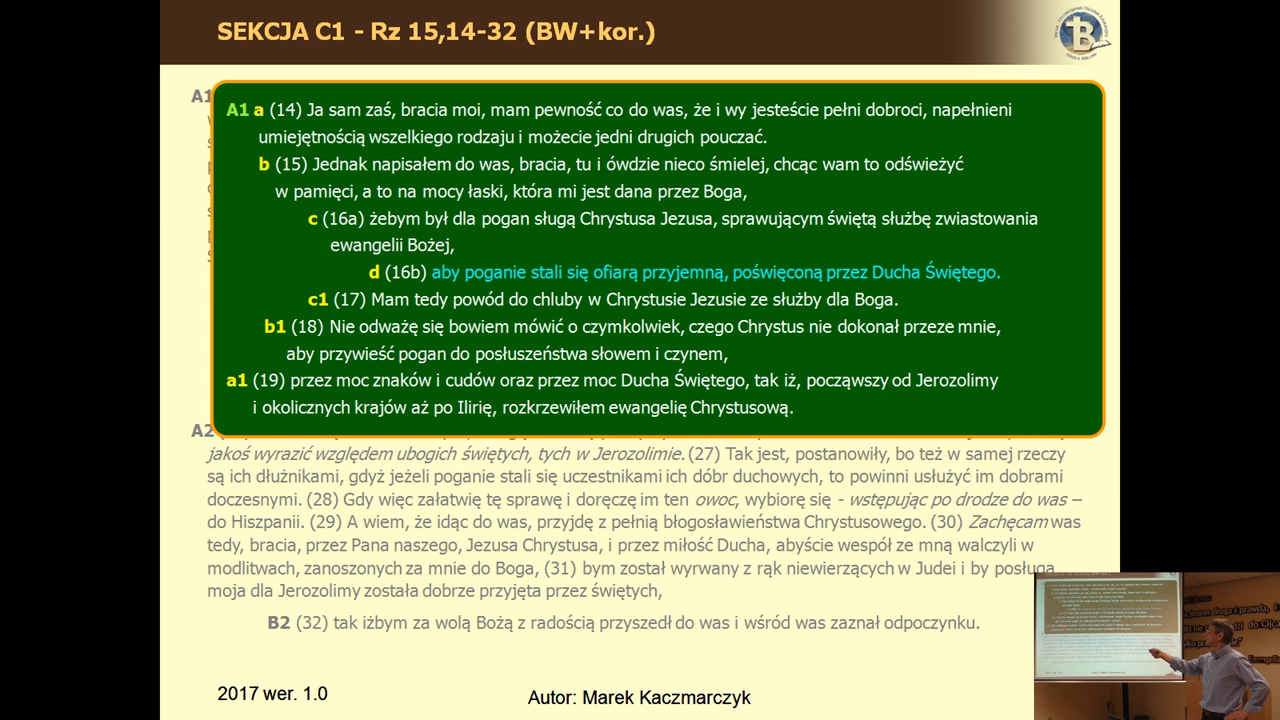 SEKCJA C1 - Rz 15,14-32 (BW+kor.)
A1
A1 a (14) Ja sam zaś, bracia moi, mam pewność co do was, że i wy jesteście pełni dobroci, napełnieni
umiejętnością wszelkiego rodzaju i możecie jedni drugich pouczać.
b (15) Jednak napisałem do was, bracia, tu i ówdzie nieco śmielej, chcąc wam to odświeżyć
w pamięci, a to na mocy łaski, która mi jest dana przez Boga,
c (16a) żebym był dla pogan sługą Chrystusa Jezusa, sprawującym świętą służbę zwiastowania
ewangelii Bożej,
d (16b) aby poganie stali się ofiarą przyjemną, poświęconą przez Ducha Świętego.
c1 (17) Mam tedy powód do chluby w Chrystusie Jezusie ze służby dla Boga.
b1 (18) Nie odważę się bowiem mówić o czymkolwiek, czego Chrystus nie dokonał przeze mnie,
aby przywieść pogan do posłuszeństwa słowem i czynem,
a1 (19) przez moc znaków i cudów oraz przez moc Ducha Świętego, tak iż, począwszy od Jerozolimy
i okolicznych krajów aż po Ilirię, rozkrzewiłem ewangelię Chrystusową.
A2
jakoś wyrazić względem ubogich świętych, tych w Jerozolimie. (27) Tak jest, postanowiły, bo też w samej rzeczy
są ich dłużnikami, gdyż jeżeli poganie stali się uczestnikami ich dóbr duchowych, to powinni usłużyć im dobrami
doczesnymi. (28) Gdy więc załatwię tę sprawę i doręczę im ten owoc, wybiorę się - wstępując po drodze do was –
do Hiszpanii. (29) A wiem, że idąc do was, przyjdę z pełnią błogosławieństwa Chrystusowego. (30) Zachęcam was
tedy, bracia, przez Pana naszego, Jezusa Chrystusa, i przez miłość Ducha, abyście wespół ze mną walczyli w
modlitwach, zanoszonych za mnie do Boga, (31) bym został wyrwany z rąk niewierzących w Judei i by posługa
moja dla Jerozolimy została dobrze przyjęta przez świętych,
B2 (32) tak iżbym za wolą Bożą z radością przyszedł do was i wśród was zaznał odpoczynku.
2017 wer. 1.0
Autor: Marek Kaczmarczyk